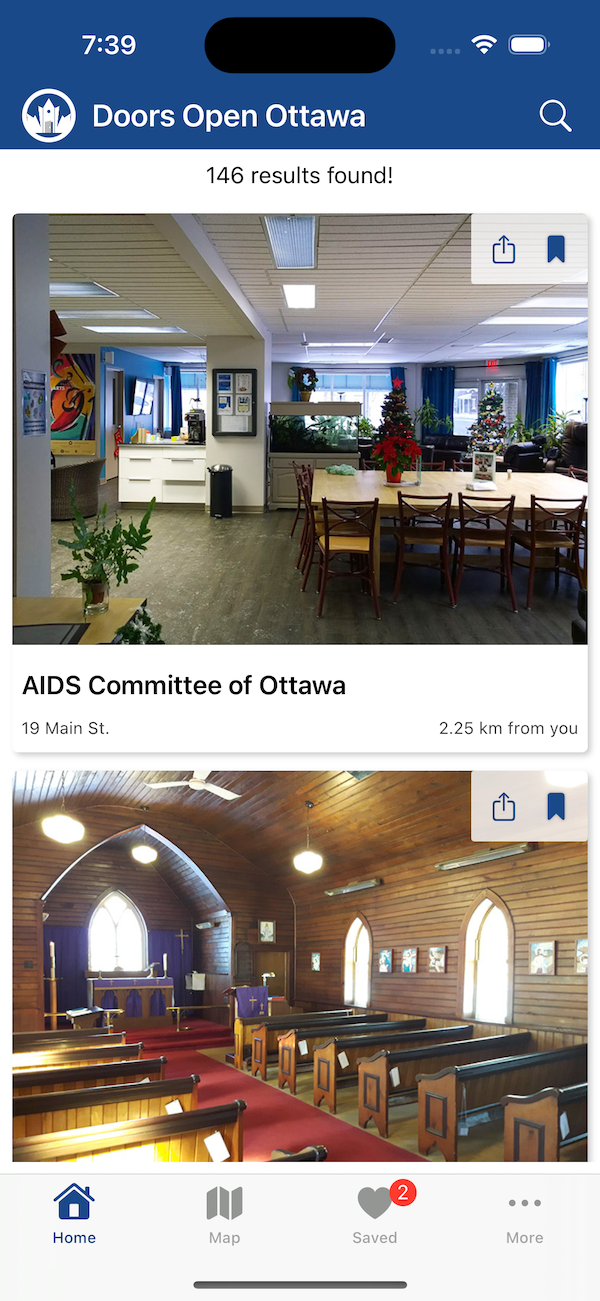 7:39
Doors Open Ottawa
146 results found!
EXIT
AIDS Committee of Ottawa
19 Main St.
2.25 km from you
2
Home
Map
Saved
More